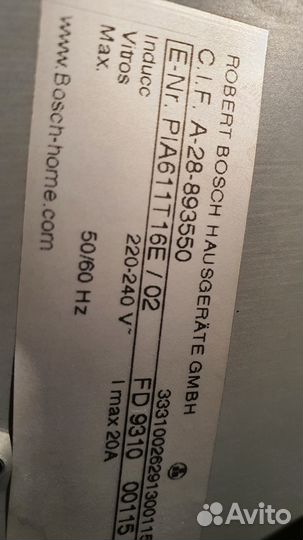 ROBERT BOSCH HAUSGERÄTE GMBH
C.I.F. A-28-893550
E-Nr. PIA611T16E / 02 FD 9310 00115
333100262913000115
Inducc 220-240 V~ I max 20A
Vitros 50/60 Hz
Max.
www.Bosch-home.com
Avito